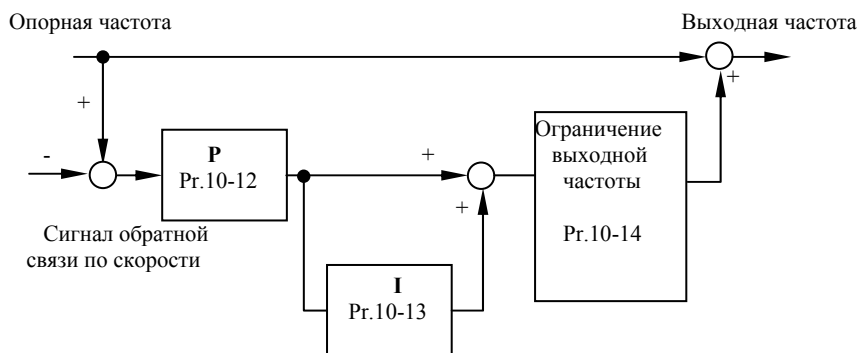 Опорная частота
Выходная частота
+
+
-
P
Pr.10-12
+
+
Ограничение
выходной
частоты
Pr.10-14
Сигнал обратной
связи по скорости
I
Pr.10-13